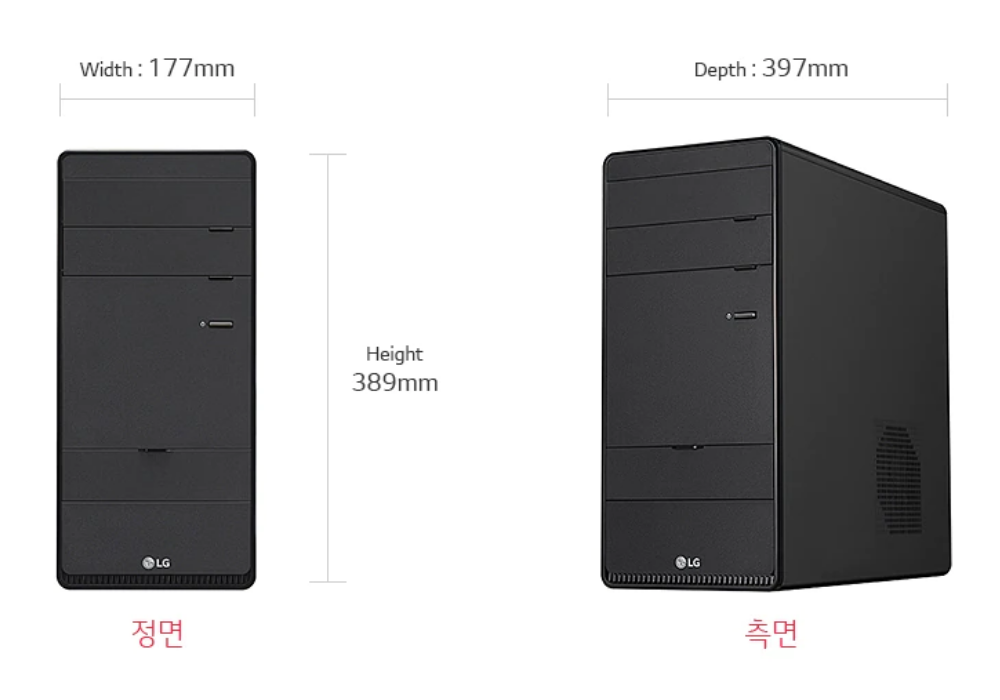 Width : 177mm
Depth : 397mm
Height
389mm
LG
LG
정면
측면